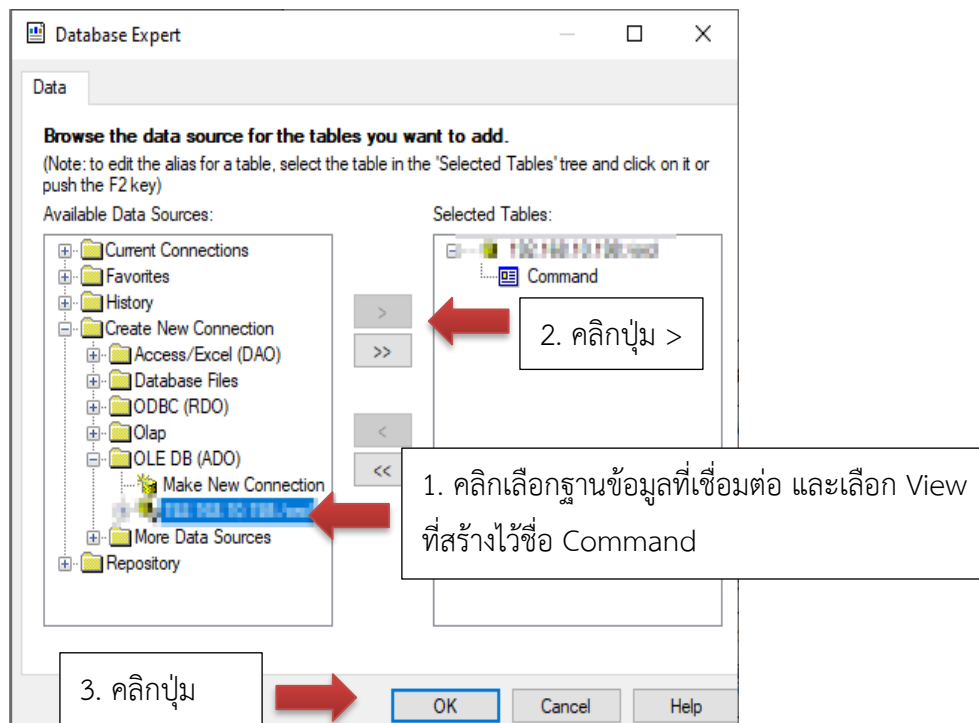 Database Expert
Data
Browse the data source for the tables you want to add.
(Note: to edit the alias for a table, select the table in the 'Selected Tables' tree and click on it or
push the F2 key)
Available Data Sources:
Selected Tables:
Current Connections
Favorites
History
Create New Connection
Access/Excel (DAO)
Database Files
ODBC (RDO)
Olap
OLE DB (ADO)
Make New Connection
More Data Sources
Repository
>
>>
<
<<
Command
2. คลิกปุ่ม >
1. คลิกเลือกฐานข้อมูลที่เชื่อมต่อ และเลือก View
ที่สร้างไว้ชื่อ Command
3. คลิกปุ่ม
OK
Cancel
Help